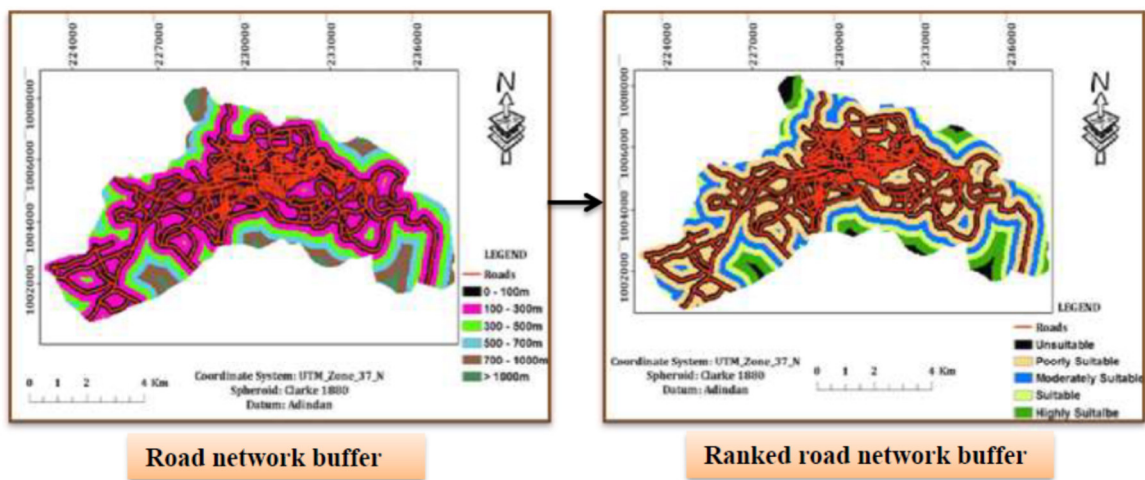 224000
227000
230000
233000
236000
1008000
1006000
1004000
1002000
N
LEGEND
Roads
0 - 100m
100 - 300m
300 - 500m
500 - 700m
700 - 1000m
> 1000m
Coordinate System: UTM_Zone_37_N
Spheroid: Clarke 1880
Datum: Adindan
0 1 2 4 Km
Road network buffer
224000
227000
230000
233000
236000
1008000
1006000
1004000
1002000
N
LEGEND
Roads
Unsuitable
Poorly Suitable
Moderately Suitable
Suitable
Highly Suitalbe
Coordinate System: UTM_Zone_37_N
Spheroid: Clarke 1880
Datum: Adindan
0 1 2 4 Km
Ranked road network buffer